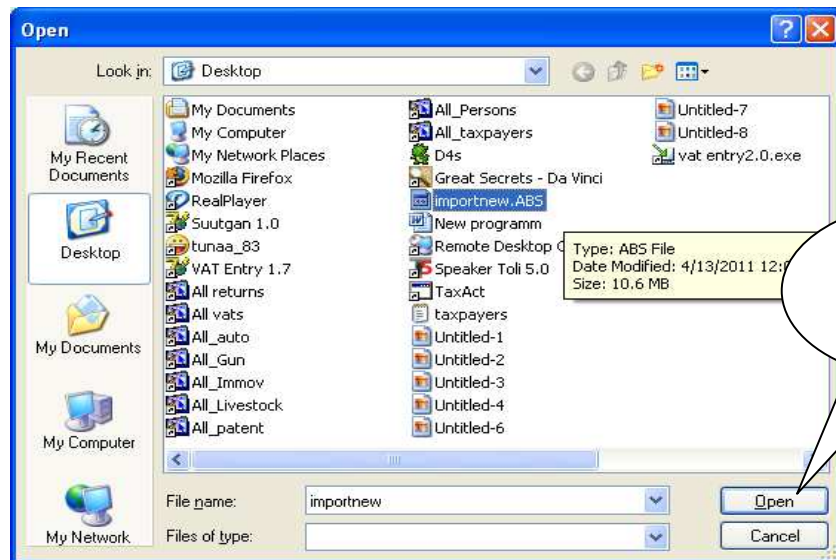 Open
Look in: Desktop
My Recent Documents
Desktop
My Documents
My Computer
My Network
My Documents
My Computer
My Network Places
Mozilla Firefox
RealPlayer
Suutgan 1.0
tunaa_83
VAT Entry 1.7
All returns
All vats
All_auto
All_Gun
All_Immov
All_Livestock
All_patent
All_Persons
All_taxpayers
D4s
Great Secrets - Da Vinci
importnew.ABS
New programm
Remote Desktop
Speaker Toli 5.0
TaxAct
taxpayers
Untitled-1
Untitled-2
Untitled-3
Untitled-4
Untitled-6
Untitled-7
Untitled-8
vat entry2.0.exe
Type: ABS File
Date Modified: 4/13/2011
Size: 10.6 MB
File name: importnew
Open
Files of type:
Cancel